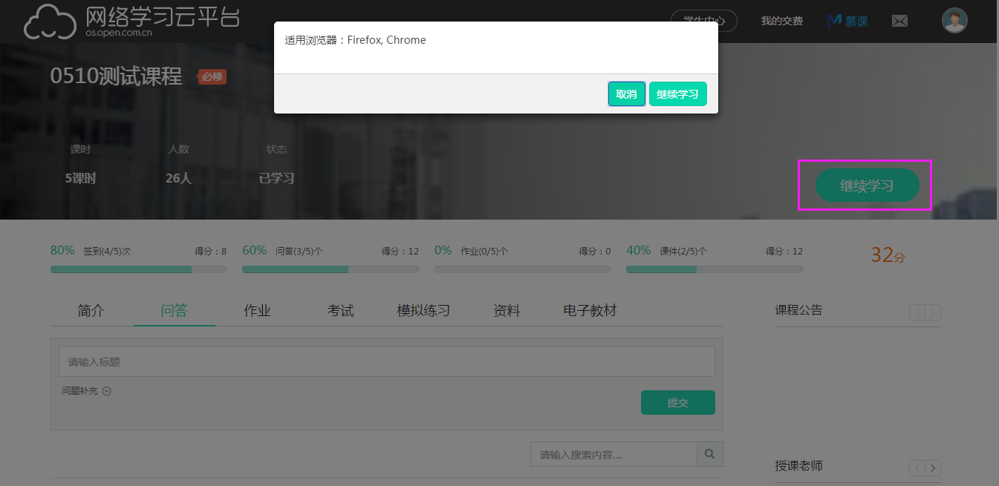 网络学习云平台
os.open.com.cn
学生中心
我的交费
慕课
适用浏览器：Firefox, Chrome
取消
继续学习
0510测试课程
必修
课时
人数
状态
5课时
26人
已学习
继续学习
80% 签到(4/5)次 得分：8
60% 问答(3/5)个 得分：12
0% 作业(0/5)个 得分：0
40% 课件(2/5)个 得分：12
32分
简介
问答
作业
考试
模拟练习
资料
电子教材
课程公告
请输入标题
问题补充
提交
请输入搜索内容....
授课老师